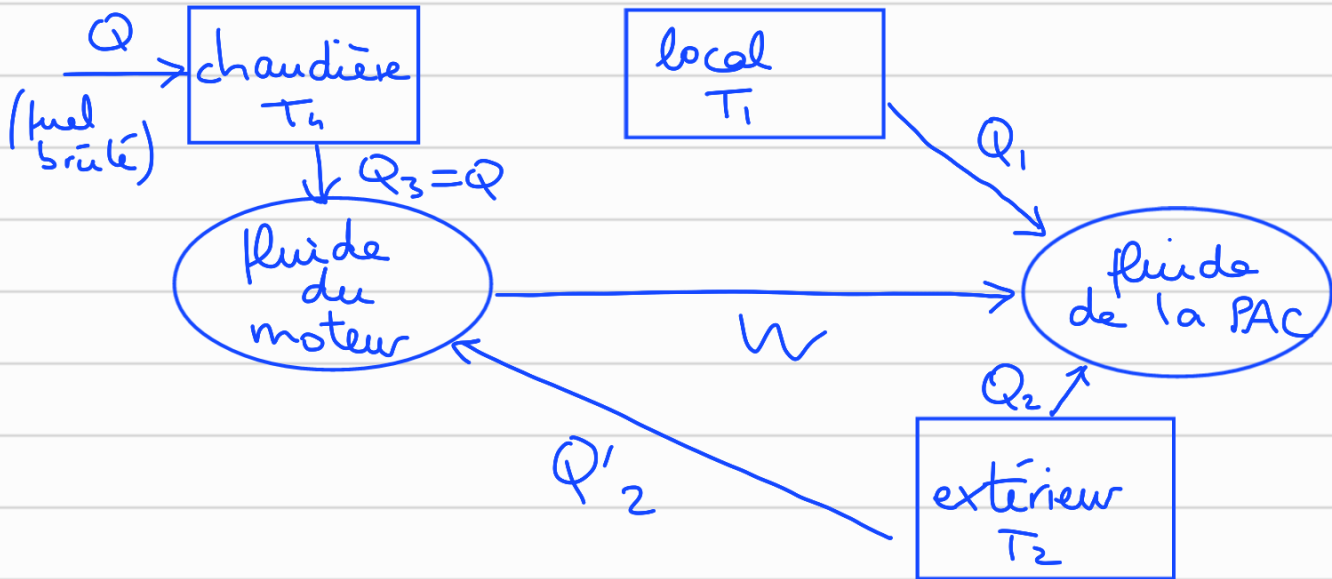 Q
(fuel
brûlé)
chaudière
T₄
Q₃ = Q
local
T₁
Q₁
fluide
du
moteur
W
fluide
de la PAC
Q₂
Q'₂
extérieur
T₂